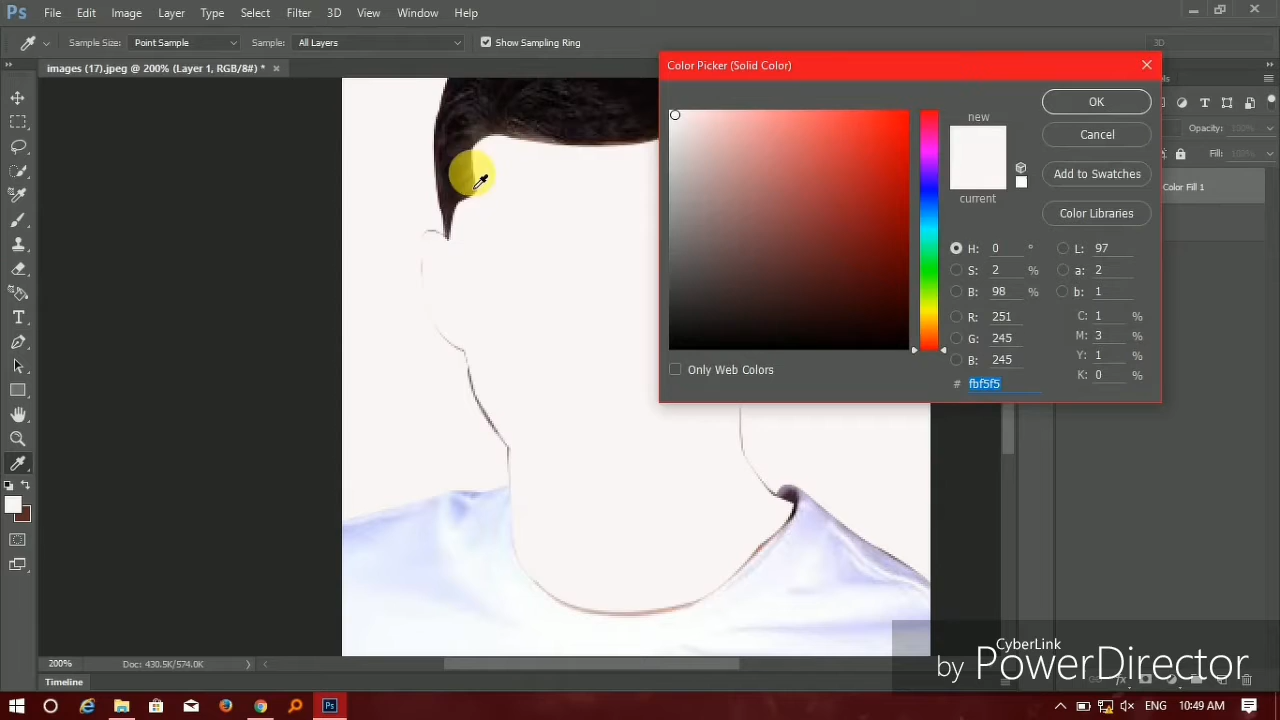 Ps File Edit Image Layer Type Select Filter 3D View Window Help
Sample Size: Point Sample Sample: All Layers Show Sampling Ring 3D
images (17).jpeg @ 200% (Layer 1, RGB/8#) *
Color Picker (Solid Color)
new
current
OK
Cancel
Add to Swatches
Color Libraries
H: 0 °
S: 2 %
B: 98 %
R: 251
G: 245
B: 245
# fbf5f5
L: 97
a: 2
b: 1
C: 1 %
M: 3 %
Y: 1 %
K: 0 %
Only Web Colors
Opacity: 100%
Fill: 100%
Color Fill 1
200% Doc: 430.5K/574.0K
Timeline
CyberLink
by PowerDirector
ENG 10:49 AM